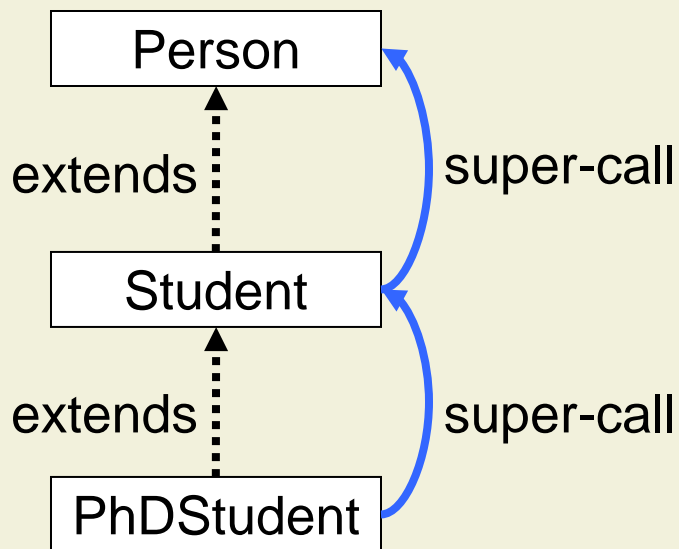 Person
extends
super-call
Student
extends
super-call
PhDStudent